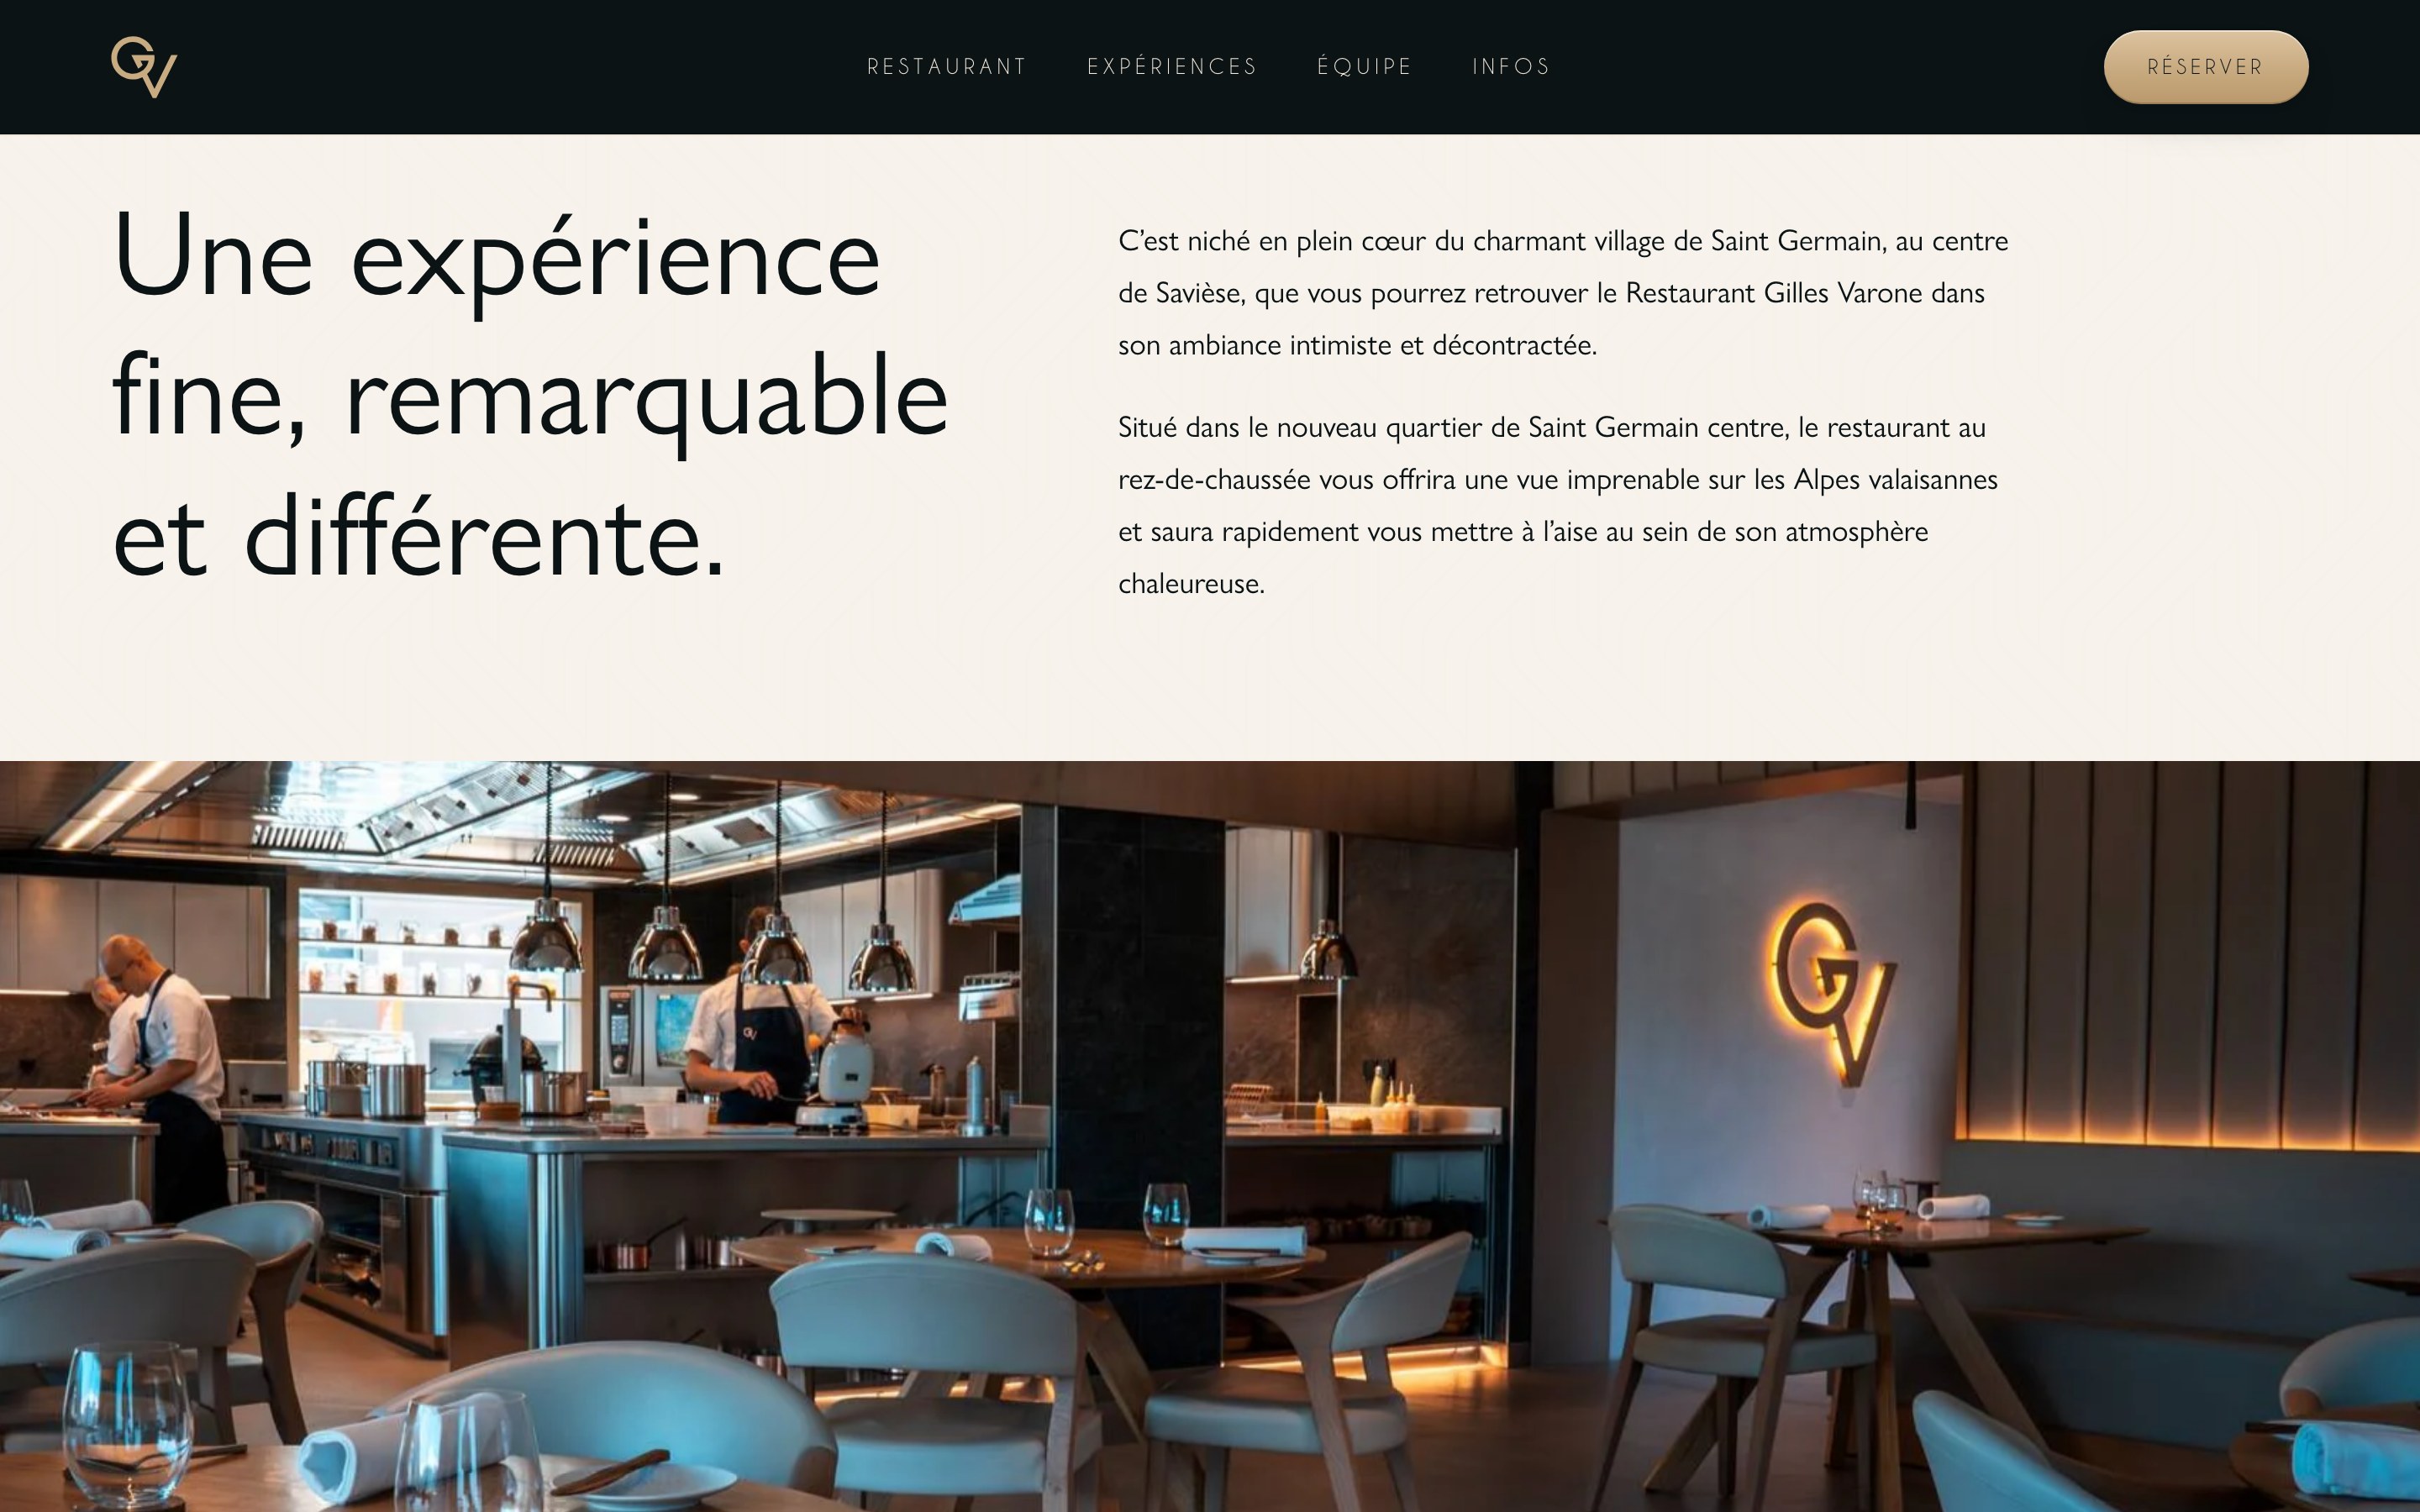 GV
RESTAURANT
EXPÉRIENCES
ÉQUIPE
INFOS
RÉSERVER
Une expérience
fine, remarquable
et différente.
C’est niché en plein cœur du charmant village de Saint Germain, au centre
de Savièse, que vous pourrez retrouver le Restaurant Gilles Varone dans
son ambiance intimiste et décontractée.
Situé dans le nouveau quartier de Saint Germain centre, le restaurant au
rez-de-chaussée vous offrira une vue imprenable sur les Alpes valaisannes
et saura rapidement vous mettre à l’aise au sein de son atmosphère
chaleureuse.
GV
GV